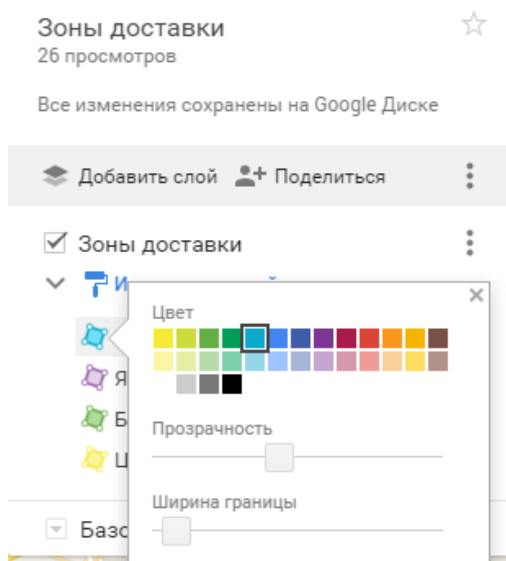 Зоны доставки
26 просмотров
Все изменения сохранены на Google Диске
Добавить слой Поделиться
Зоны доставки
Цвет
Прозрачность
Ширина границы